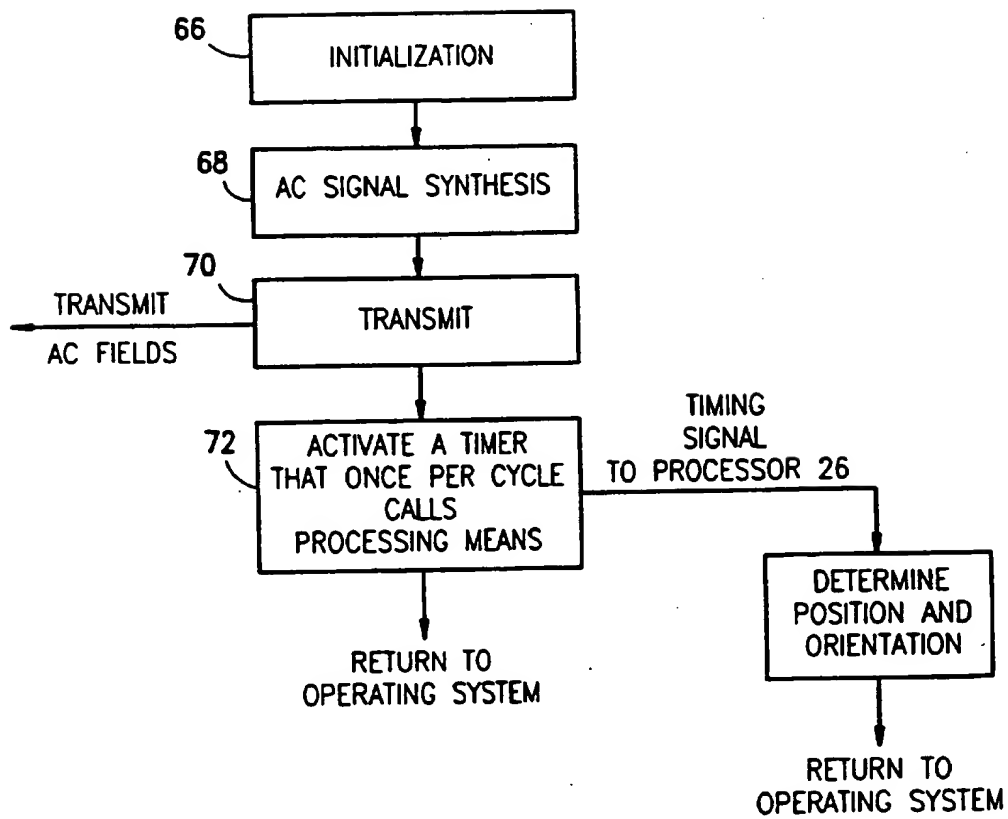 66
INITIALIZATION
68
AC SIGNAL SYNTHESIS
70
TRANSMIT
TRANSMIT
AC FIELDS
72
ACTIVATE A TIMER
THAT ONCE PER CYCLE
CALLS
PROCESSING MEANS
TIMING
SIGNAL
TO PROCESSOR 26
DETERMINE
POSITION AND
ORIENTATION
RETURN TO
OPERATING SYSTEM
RETURN TO
OPERATING SYSTEM